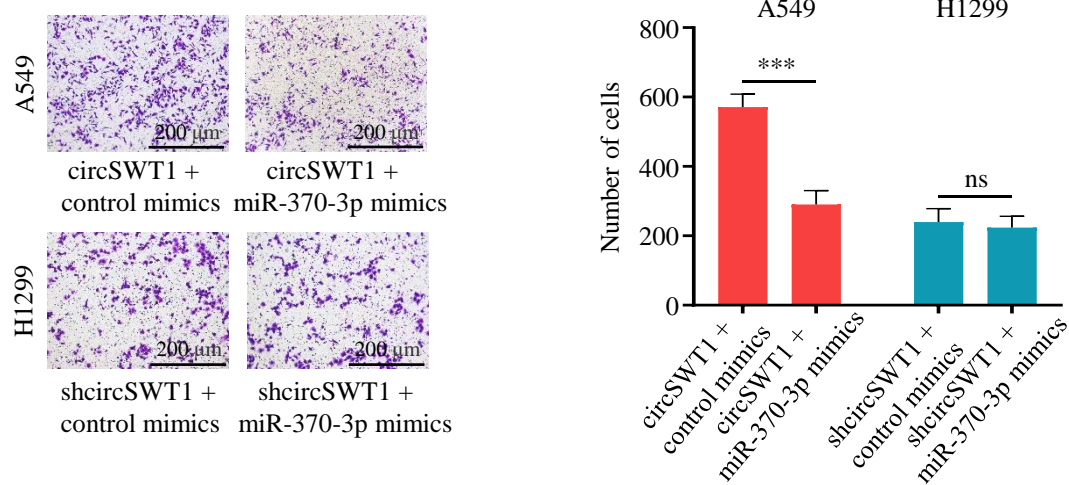 A549
200 μm
200 μm
circSWT1 +
control mimics
circSWT1 +
miR-370-3p mimics
H1299
200 μm
200 μm
shcircSWT1 +
control mimics
shcircSWT1 +
miR-370-3p mimics
A549
H1299
Number of cells
800
600
400
200
0
***
ns
circSWT1 +
control mimics
circSWT1 +
miR-370-3p mimics
shcircSWT1 +
control mimics
shcircSWT1 +
miR-370-3p mimics